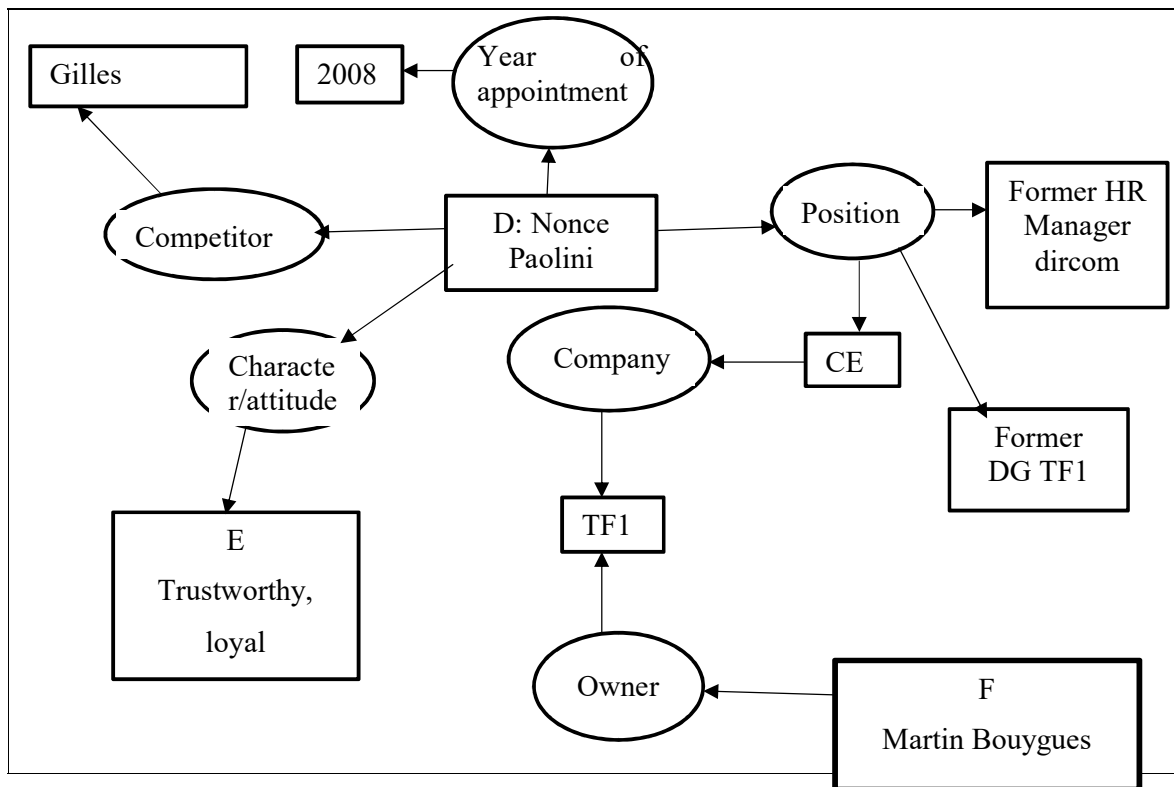 Gilles
2008
Year of
appointment
Competitor
D: Nonce
Paolini
Position
Former HR
Manager
dircom
Characte
r/attitude
Company
CE
Former
DG TF1
E
Trustworthy,
loyal
TF1
Owner
F
Martin Bouygues